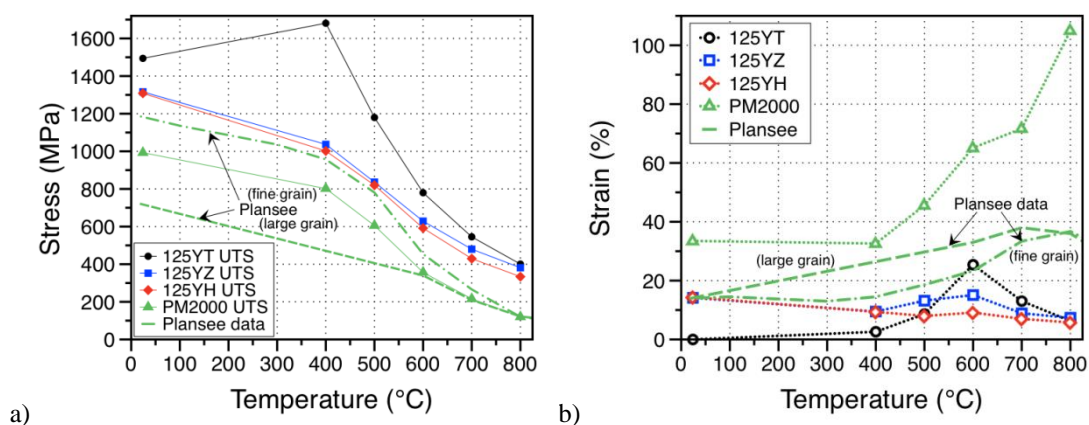 1600
1400
1200
1000
800
600
400
200
0
Stress (MPa)
(fine grain)
Plansee
(large grain)
125YT UTS
125YZ UTS
125YH UTS
PM2000 UTS
Plansee data
0 100 200 300 400 500 600 700 800
Temperature (°C)
a)
100
80
60
40
20
0
Strain (%)
125YT
125YZ
125YH
PM2000
Plansee
Plansee data
(large grain)
(fine grain)
0 100 200 300 400 500 600 700 800
Temperature (°C)
b)